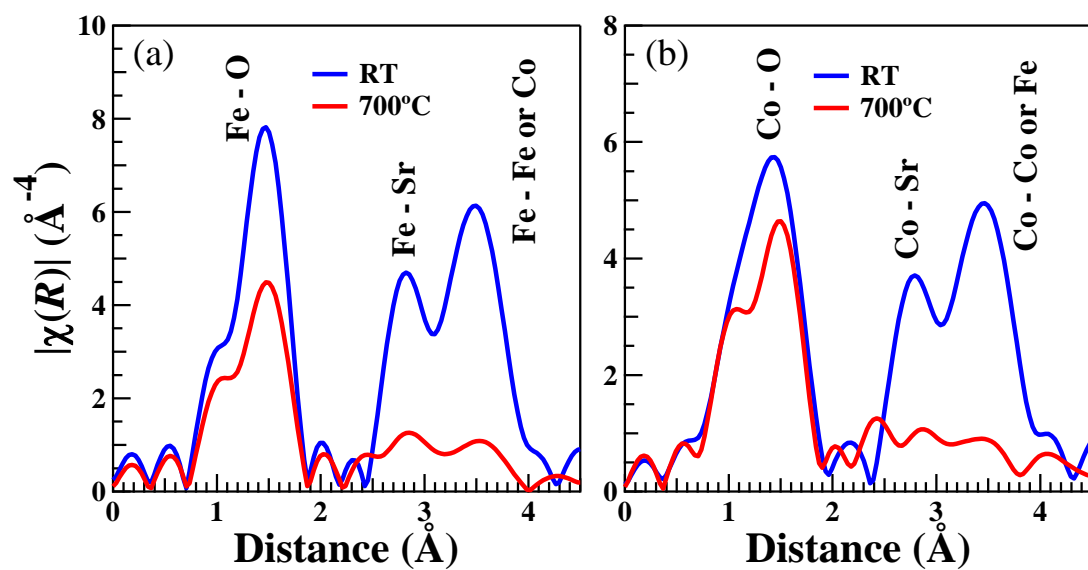 (a)
RT
700ºC
Fe - O
Fe - Sr
Fe - Fe or Co
|χ(R)| (Å⁻⁴)
10
8
6
4
2
0
0 1 2 3 4
Distance (Å)
(b)
RT
700ºC
Co - O
Co - Sr
Co - Co or Fe
8
6
4
2
0
0 1 2 3 4
Distance (Å)